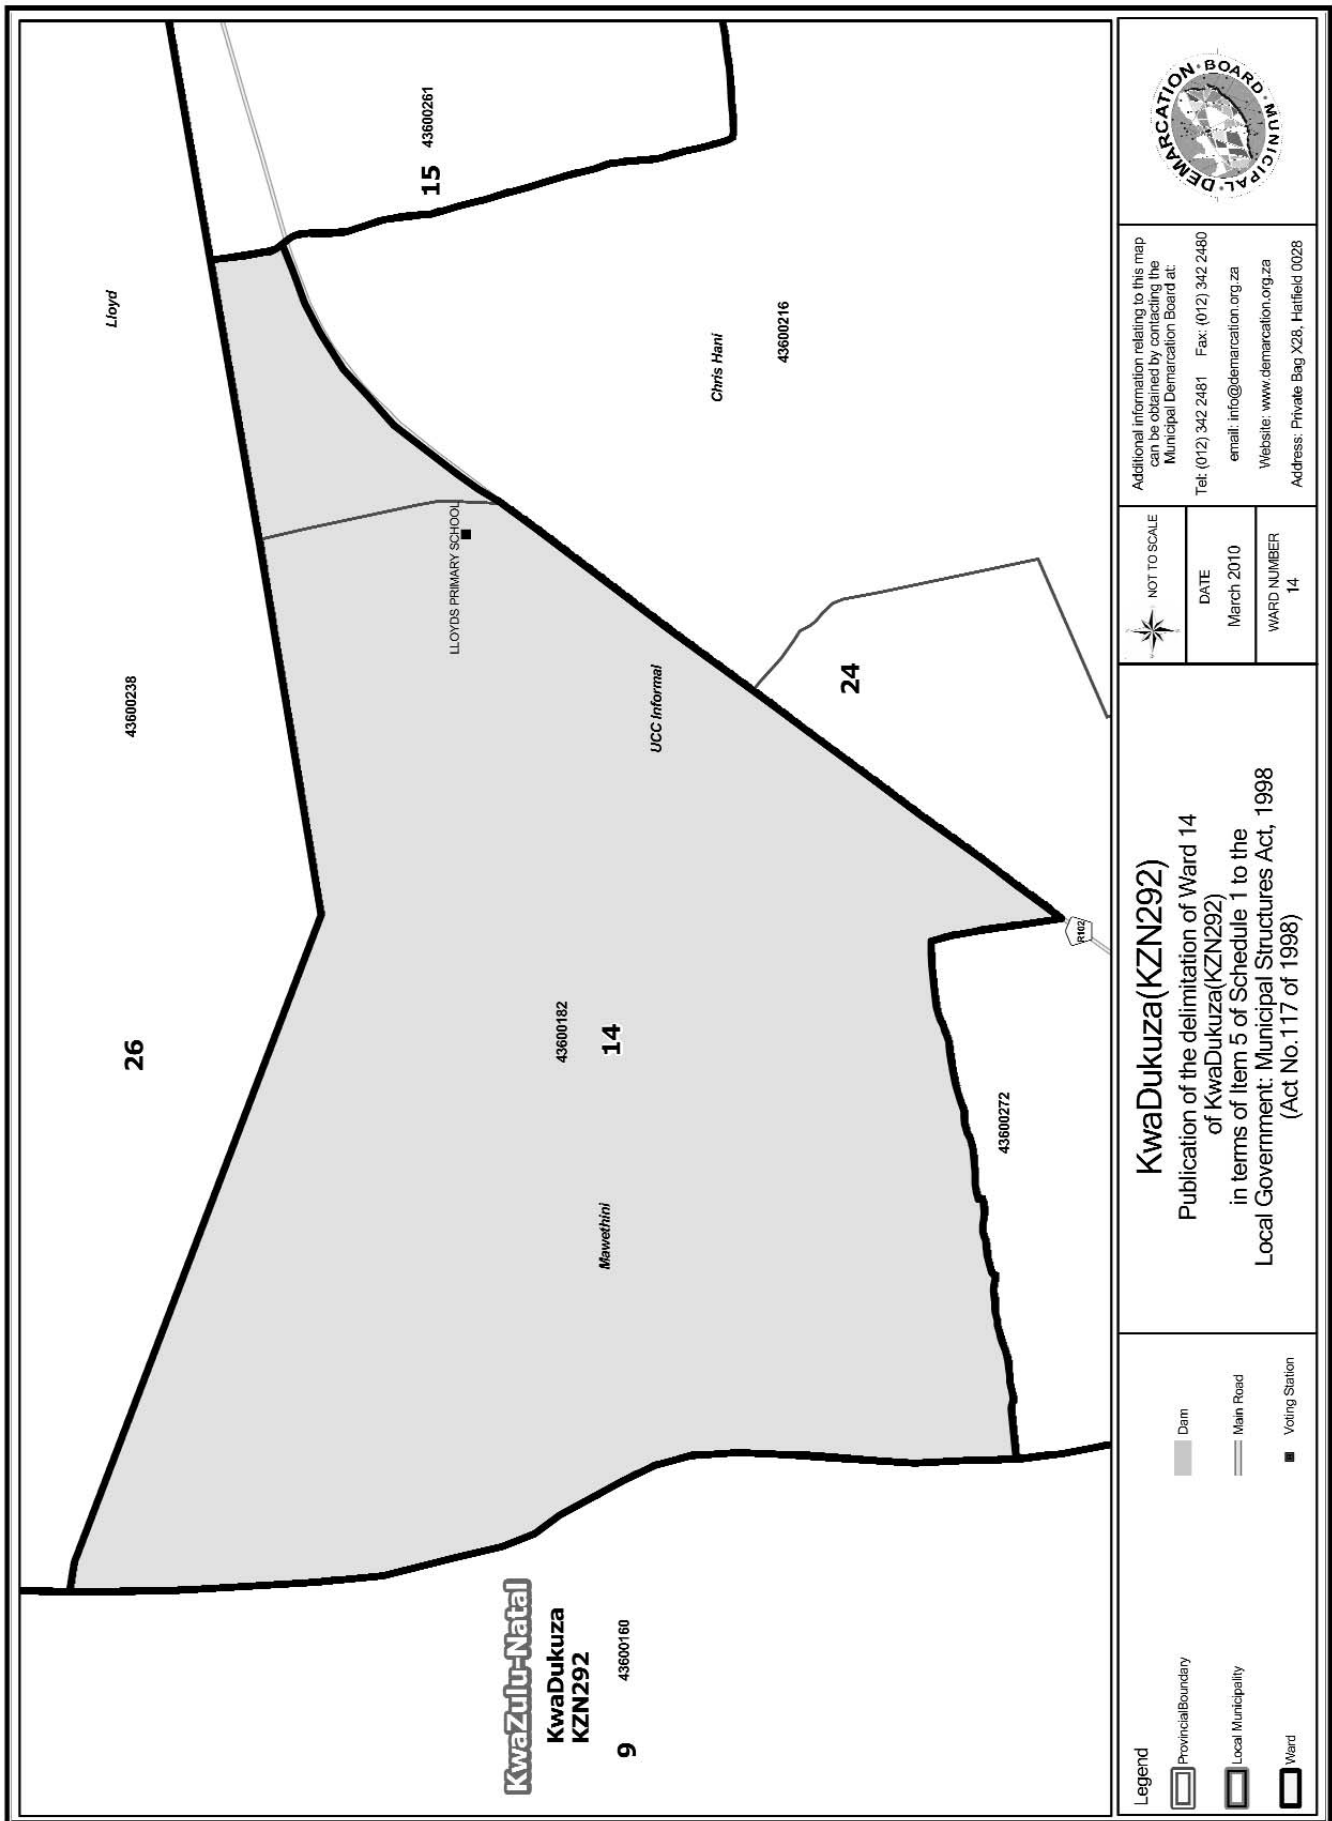 Lloyd
15
43600261
43600238
LLOYDS PRIMARY SCHOOL
Chris Hani
43600216
UCC Informal
24
26
43600182
14
Mawethini
43600272
R102
KwaZulu-Natal
KwaDukuza
KZN292
9
43600160
Legend
ProvincialBoundary
Local Municipality
Ward
Dam
Main Road
Voting Station
KwaDukuza(KZN292)
Publication of the delimitation of Ward 14
of KwaDukuza(KZN292)
in terms of Item 5 of Schedule 1 to the
Local Government: Municipal Structures Act, 1998
(Act No.117 of 1998)
NOT TO SCALE
DATE
March 2010
WARD NUMBER
14
Additional information relating to this map
can be obtained by contacting the
Municipal Demarcation Board at:
Tel: (012) 342 2481 Fax: (012) 342 2480
email: info@demarcation.org.za
Website: www.demarcation.org.za
Address: Private Bag X28, Hatfield 0028
MUNICIPAL DEMARCATION BOARD